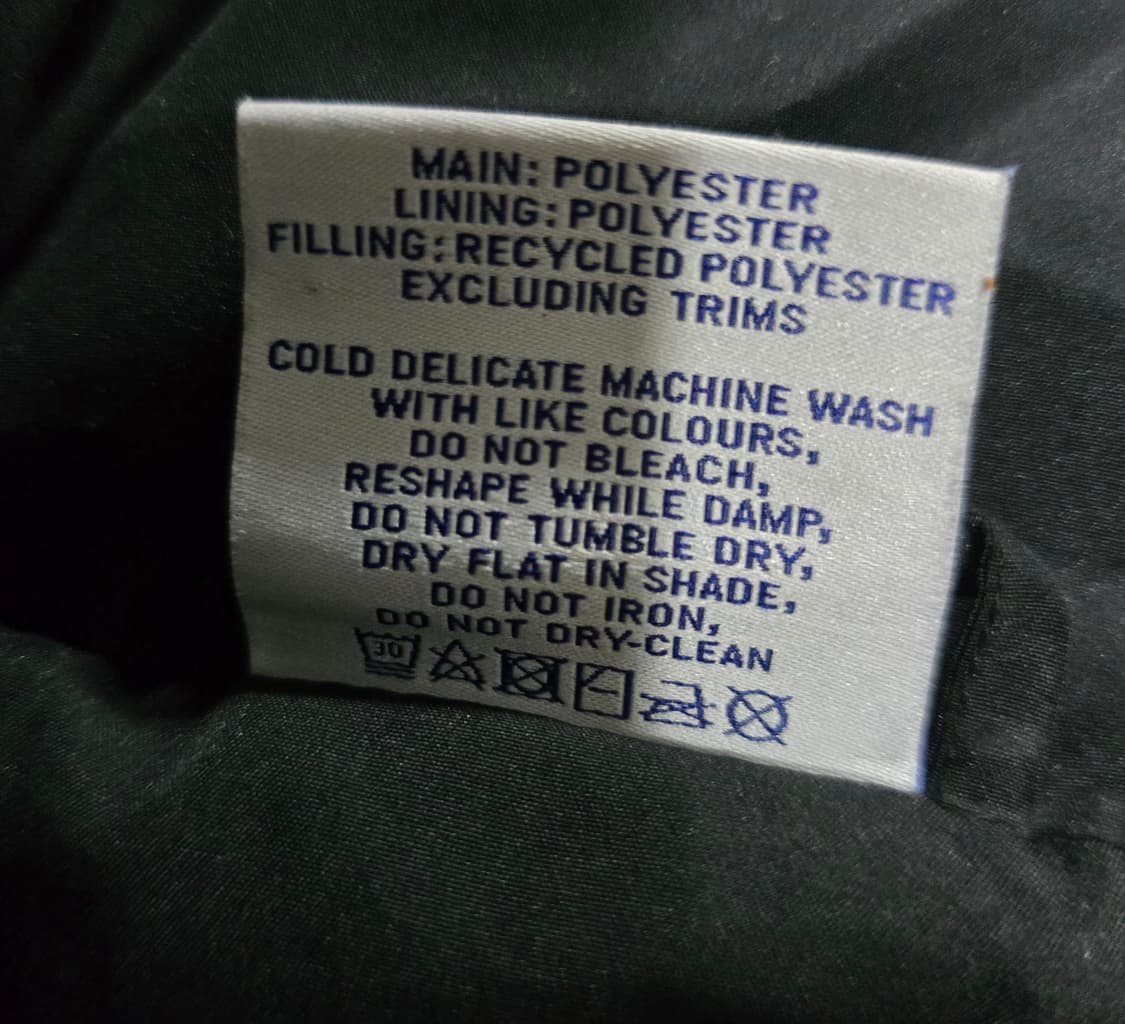 MAIN: POLYESTER
LINING: POLYESTER
FILLING: RECYCLED POLYESTER
EXCLUDING TRIMS
COLD DELICATE MACHINE WASH
WITH LIKE COLOURS,
DO NOT BLEACH,
RESHAPE WHILE DAMP,
DO NOT TUMBLE DRY,
DRY FLAT IN SHADE,
DO NOT IRON,
DO NOT DRY-CLEAN
30